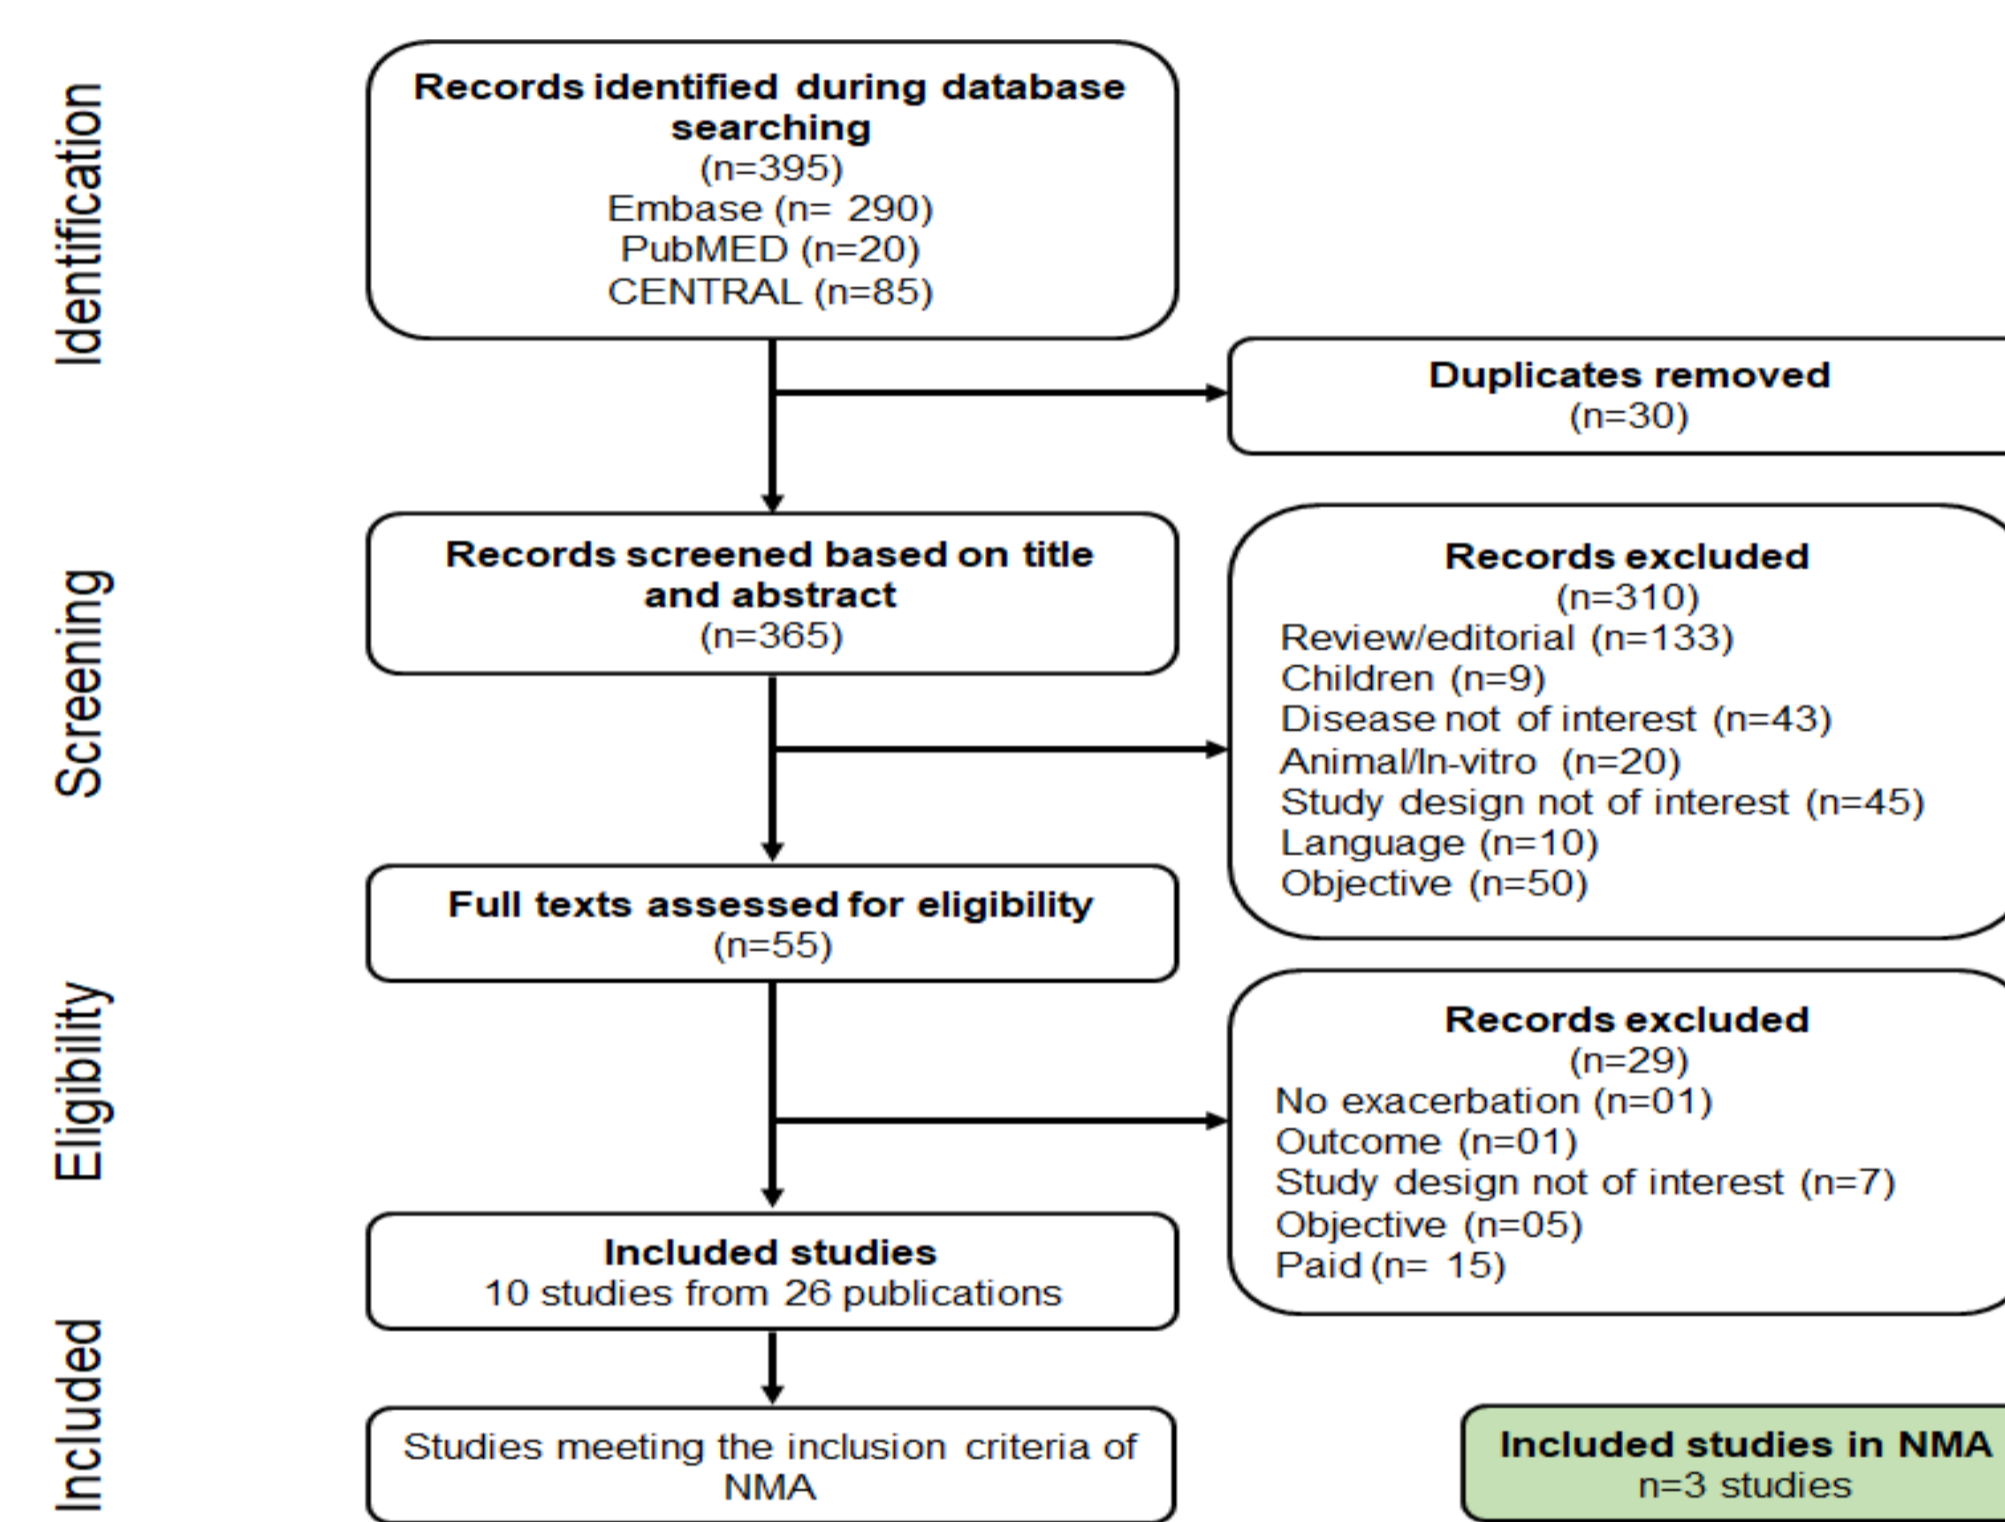 Identification
Records identified during database
searching
(n=395)
Embase (n= 290)
PubMED (n=20)
CENTRAL (n=85)
Duplicates removed
(n=30)
Screening
Records screened based on title
and abstract
(n=365)
Records excluded
(n=310)
Review/editorial (n=133)
Children (n=9)
Disease not of interest (n=43)
Animal/In-vitro (n=20)
Study design not of interest (n=45)
Language (n=10)
Objective (n=50)
Eligibility
Full texts assessed for eligibility
(n=55)
Records excluded
(n=29)
No exacerbation (n=01)
Outcome (n=01)
Study design not of interest (n=7)
Objective (n=05)
Paid (n= 15)
Included
Included studies
10 studies from 26 publications
Studies meeting the inclusion criteria of
NMA
Included studies in NMA
n=3 studies